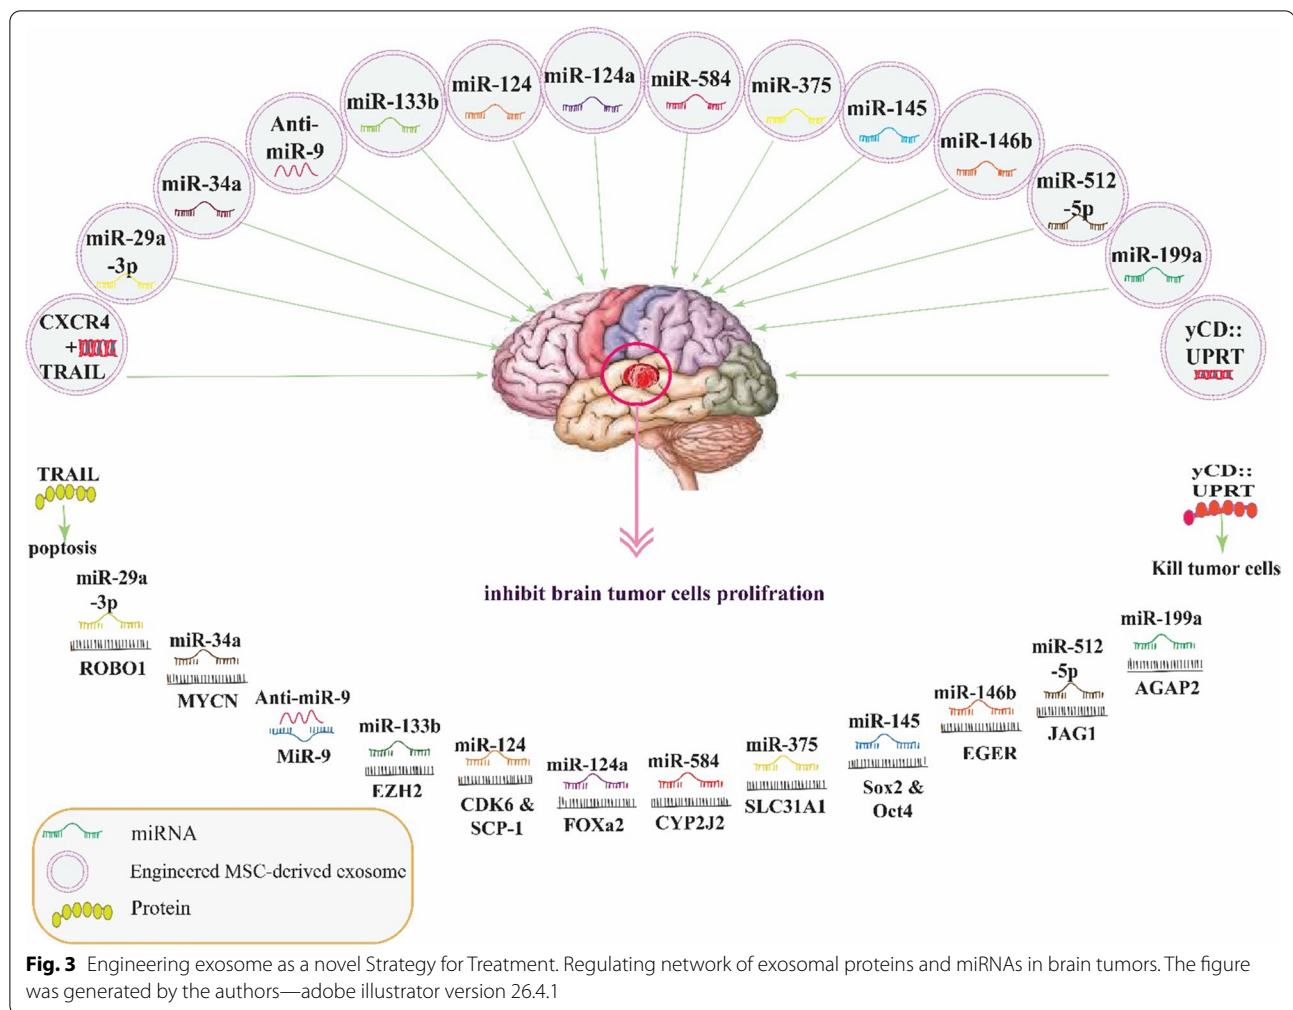 miR-124a
miR-584
miR-124
miR-375
miR-133b
miR-145
Anti-
miR-9
miR-146b
miR-34a
miR-512
-5p
miR-29a
-3p
miR-199a
CXCR4
+
TRAIL
yCD::
UPRT
TRAIL
poptosis
yCD::
UPRT
Kill tumor cells
inhibit brain tumor cells prolifration
miR-29a
-3p
ROBO1
miR-34a
MYCN
Anti-miR-9
MiR-9
miR-133b
EZH2
miR-124
CDK6 &
SCP-1
miR-124a
FOXa2
miR-584
CYP2J2
miR-375
SLC31A1
miR-145
Sox2 &
Oct4
miR-146b
EGER
miR-512
-5p
JAG1
miR-199a
AGAP2
miRNA
Engineered MSC-derived exosome
Protein
Fig. 3 Engineering exosome as a novel Strategy for Treatment. Regulating network of exosomal proteins and miRNAs in brain tumors. The figure
was generated by the authors—adobe illustrator version 26.4.1